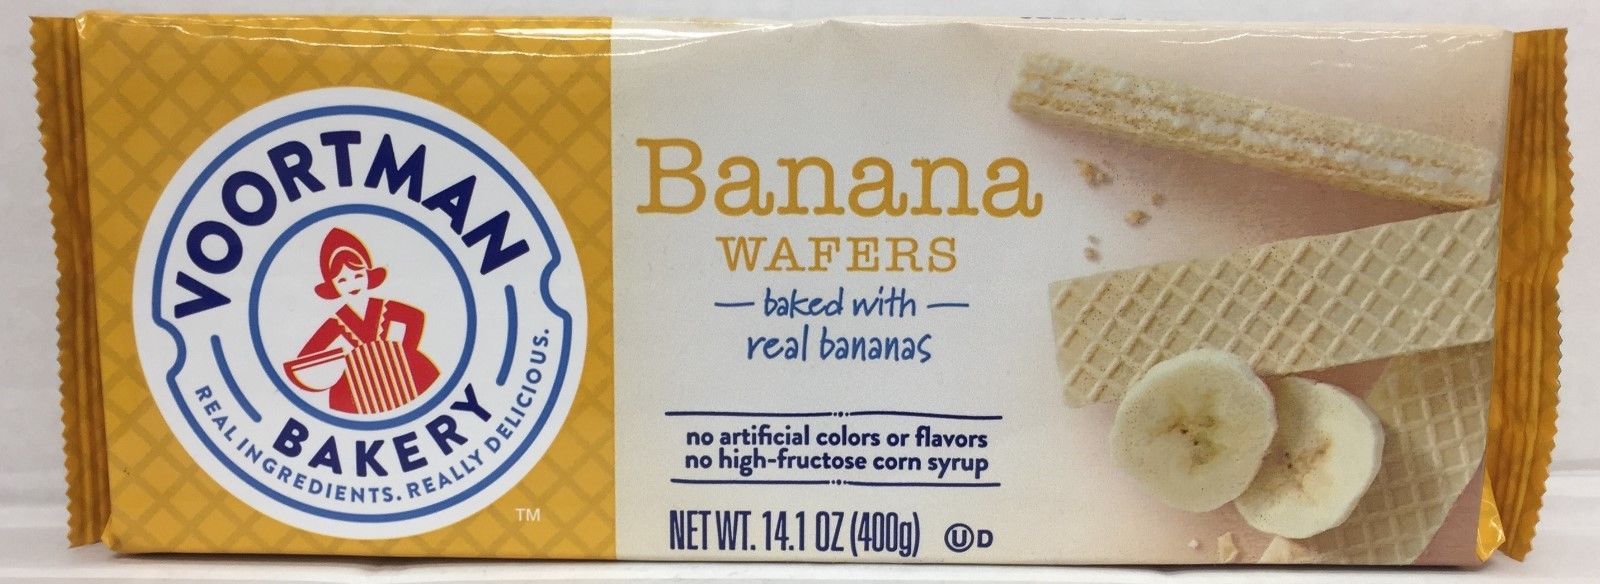 VOORTMAN
BAKERY
REAL INGREDIENTS. REALLY DELICIOUS.
TM
Banana
WAFERS
baked with
real bananas
no artificial colors or flavors
no high-fructose corn syrup
NET WT. 14.1 OZ (400g) U D